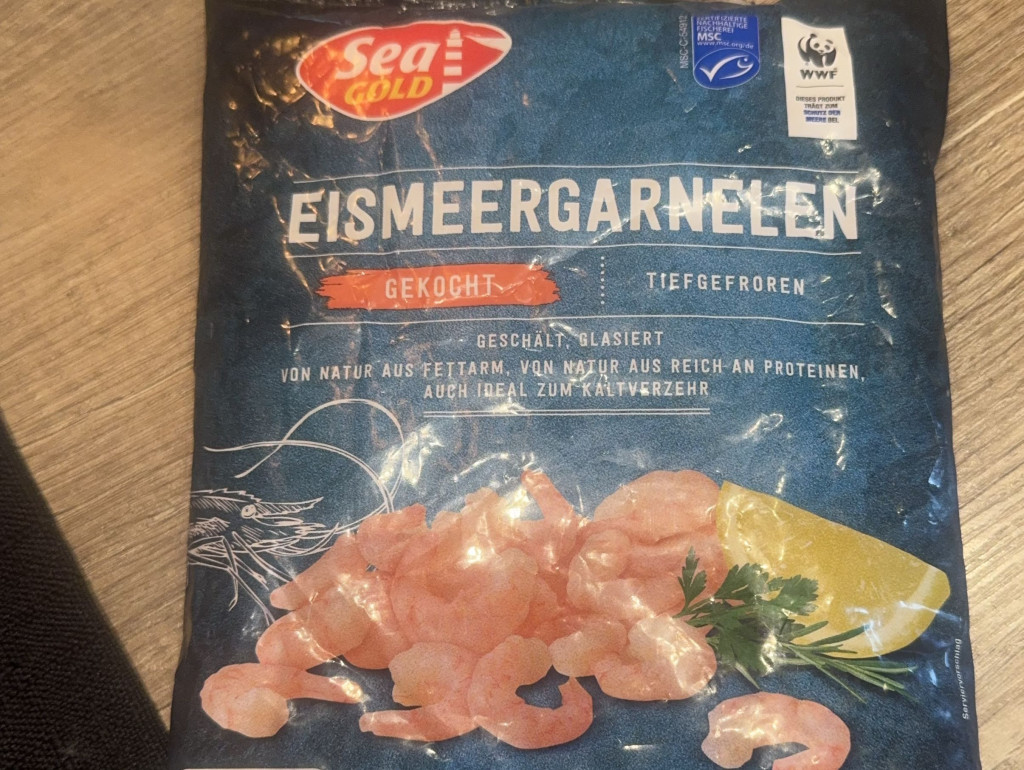 Sea
GOLD
MSC-C-54912
ZERTIFIZIERTE
NACHHALTIGE
FISCHEREI
MSC
www.msc.org/de
WWF
DIESES PRODUKT
TRÄGT ZUM
SCHUTZ DER
MEERE BEI.
EISMEERGARNELEN
GEKOCHT
TIEFGEFROREN
GESCHÄLT, GLASIERT
VON NATUR AUS FETTARM, VON NATUR AUS REICH AN PROTEINEN,
AUCH IDEAL ZUM KALTVERZEHR
Serviervorschlag